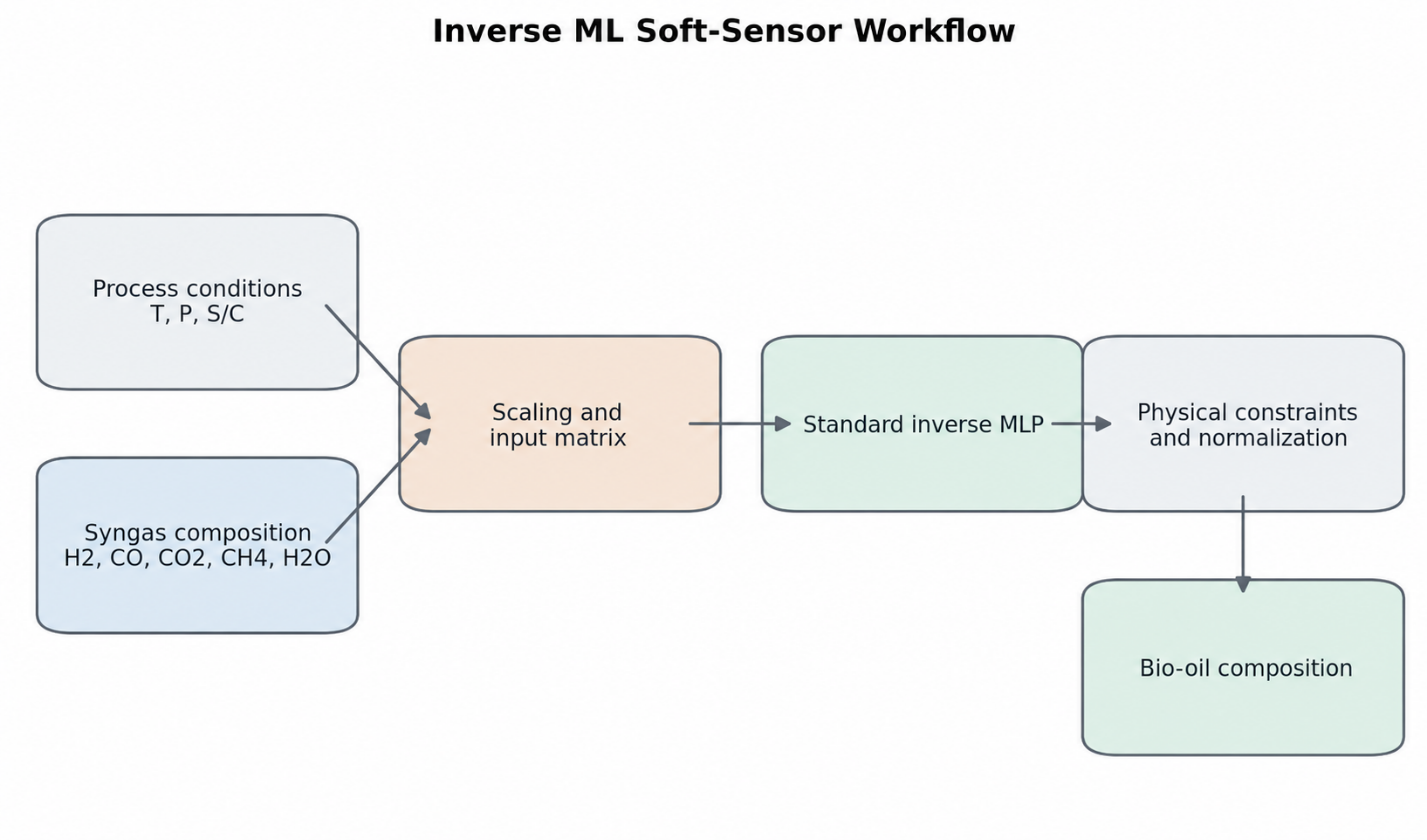 Inverse ML Soft-Sensor Workflow
Process conditions
T, P, S/C
Syngas composition
H2, CO, CO2, CH4, H2O
Scaling and
input matrix
Standard inverse MLP
Physical constraints
and normalization
Bio-oil composition